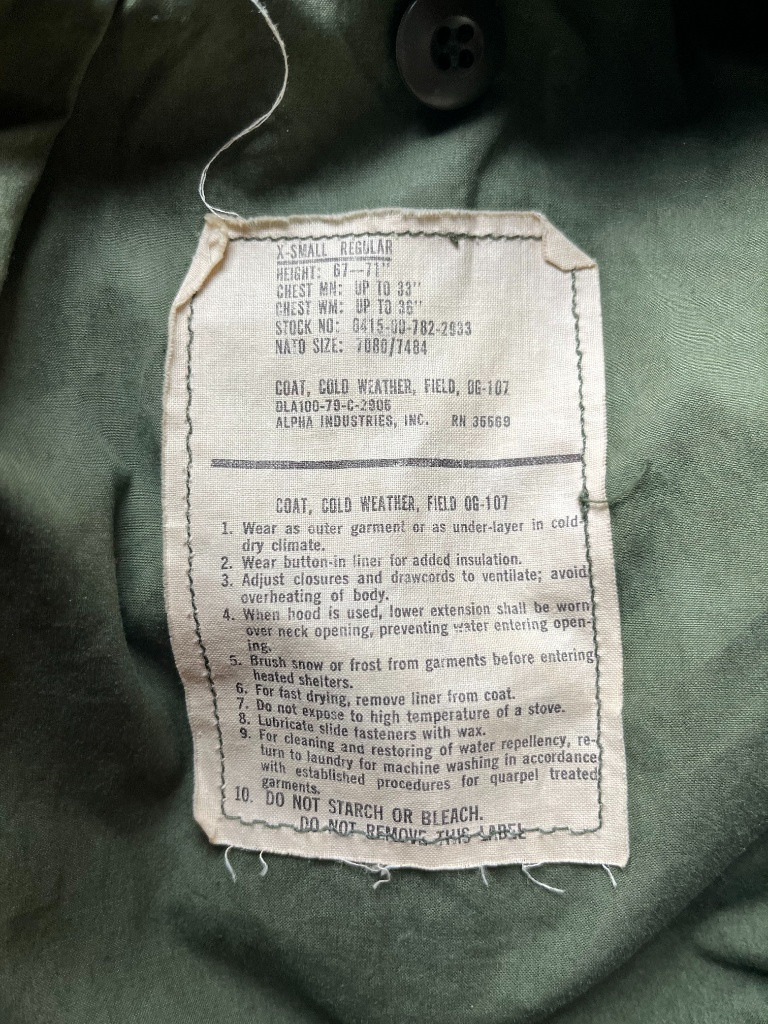 X-SMALL REGULAR
HEIGHT: 67--71"
CHEST MN: UP TO 33"
CHEST WM: UP TO 36"
STOCK NO: 8415-00-782-2933
NATO SIZE: 7080/7484
COAT, COLD WEATHER, FIELD, OG-107
DLA100-79-C-2906
ALPHA INDUSTRIES, INC. RN 36569
COAT, COLD WEATHER, FIELD OG-107
1. Wear as outer garment or as under-layer in cold-
dry climate.
2. Wear button-in liner for added insulation.
3. Adjust closures and drawcords to ventilate; avoid
overheating of body.
4. When hood is used, lower extension shall be worn
over neck opening, preventing water entering open-
ing.
5. Brush snow or frost from garments before entering
heated shelters.
6. For fast drying, remove liner from coat.
7. Do not expose to high temperature of a stove.
8. Lubricate slide fasteners with wax.
9. For cleaning and restoring of water repellency, re-
turn to laundry for machine washing in accordance
with established procedures for quarpel treated
garments.
10. DO NOT STARCH OR BLEACH.
DO NOT REMOVE THIS LABEL